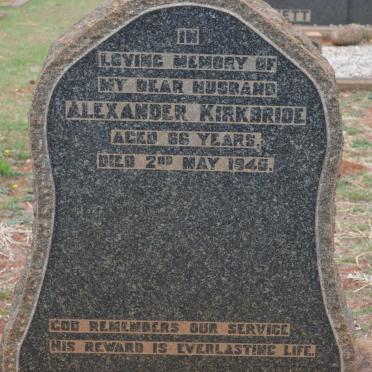 IN
LOVING MEMORY OF
MY DEAR HUSBAND
ALEXANDER KIRKBRIDE
AGED 66 YEARS.
DIED 2ND MAY 1946.
GOD REMEMBERS OUR SERVICE
HIS REWARD IS EVERLASTING LIFE.